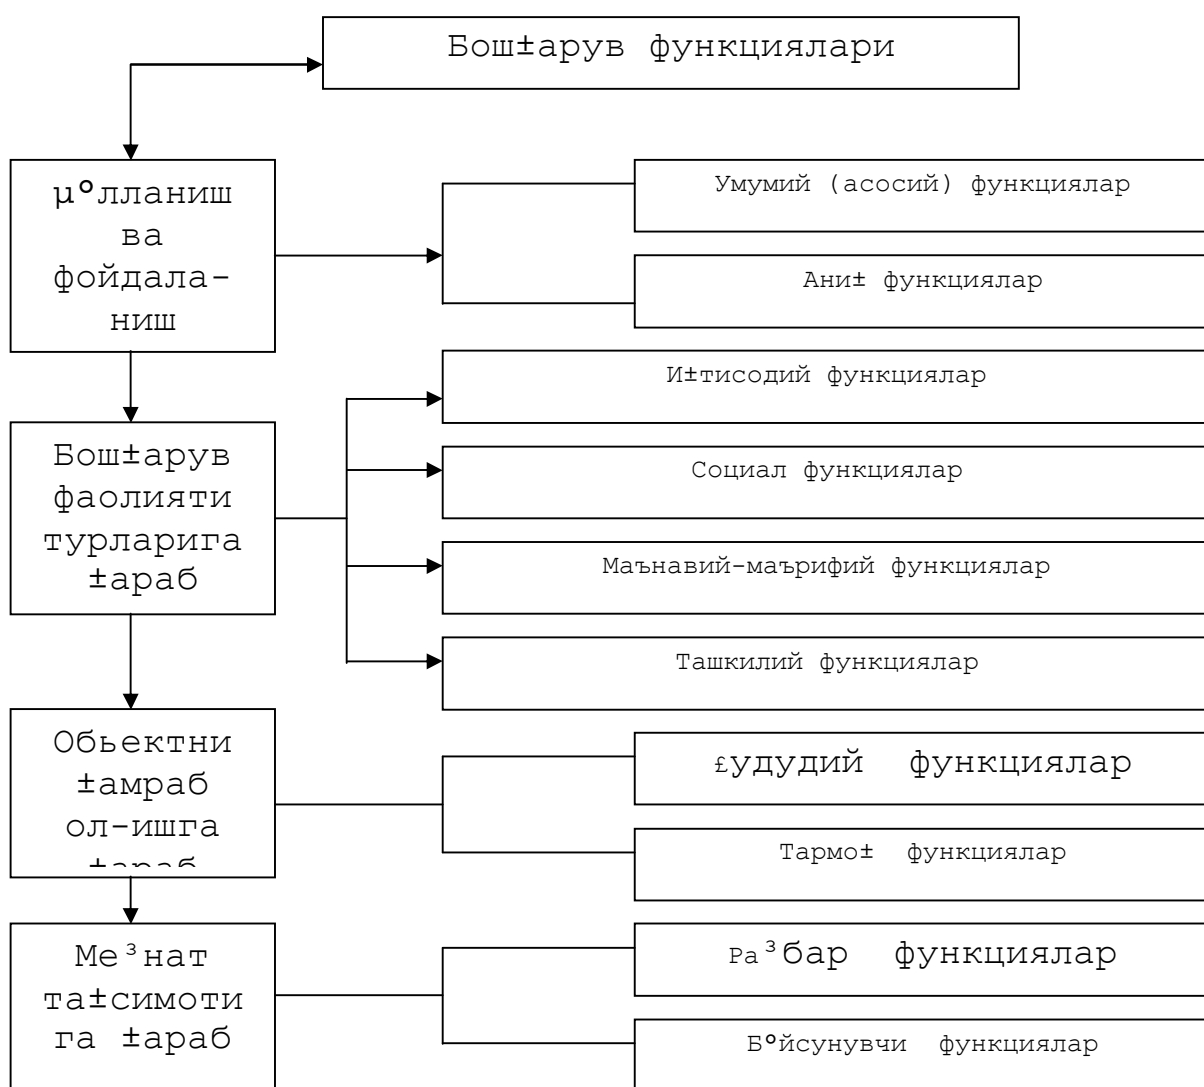 Бош±арув функциялари
µ°лланиш
ва
фойдала-
ниш
Умумий (асосий) функциялар
Ани± функциялар
Бош±арув
фаолияти
турларига
±араб
И±тисодий функциялар
Социал функциялар
Маънавий-маърифий функциялар
Ташкилий функциялар
Обьектни
±амраб
ол-ишга
±араб
£удудий функциялар
Тармо± функциялар
Ме³нат
та±симоти
га ±араб
Ра³бар функциялар
Б°йсунувчи функциялар